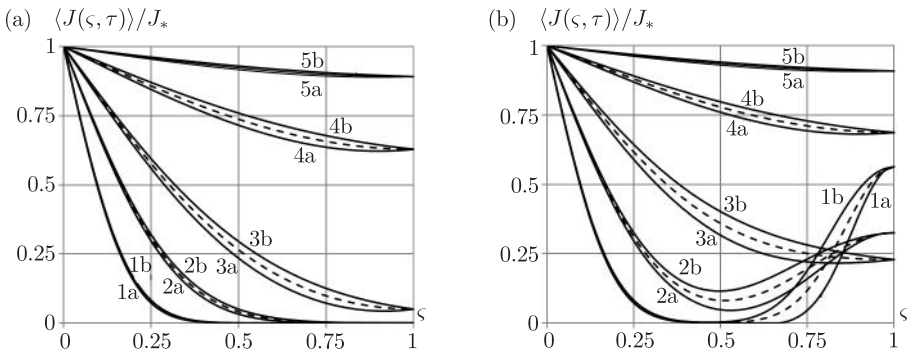 (a) ⟨J(ς, τ)⟩/J∗
1
0.75
0.5
0.25
0
5b
5a
4b
4a
3b
3a
2b
2a
1b
1a
ς
0 0.25 0.5 0.75 1
(b) ⟨J(ς, τ)⟩/J∗
1
0.75
0.5
0.25
0
5b
5a
4b
4a
3b
3a
2b
2a
1b
1a
ς
0 0.25 0.5 0.75 1